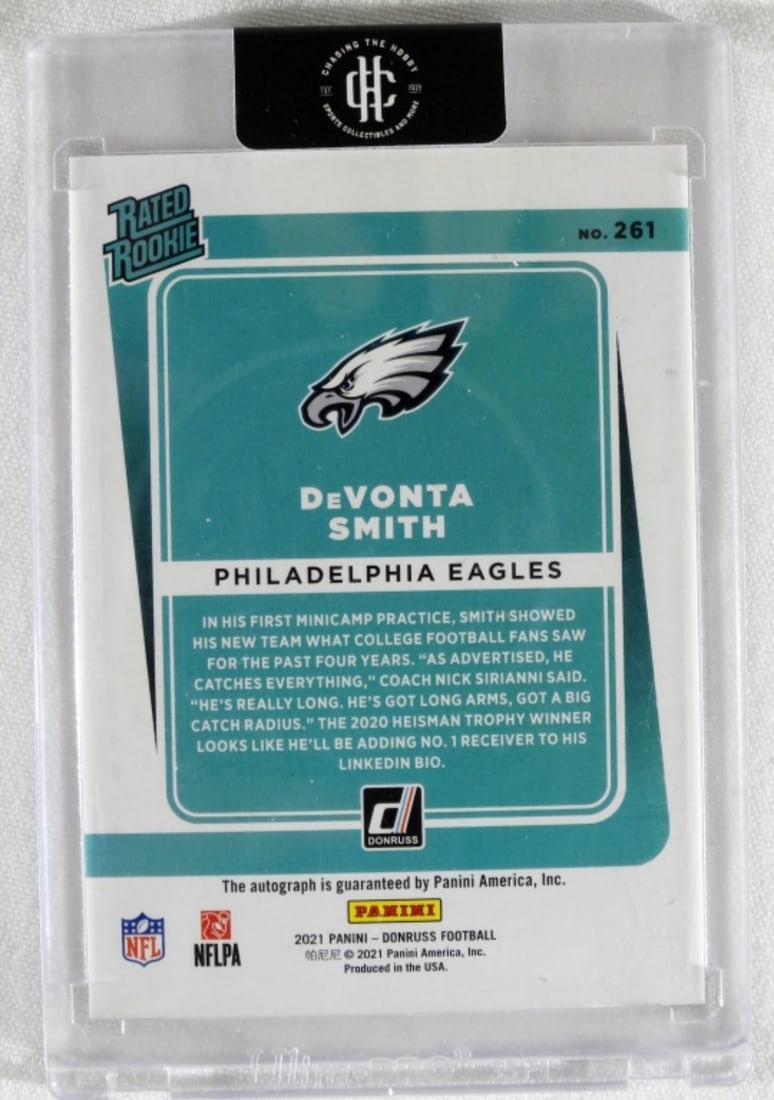 CHASING THE HOBBY
CHC
SPORTS COLLECTIBLES AND MORE
RATED
ROOKIE
NO. 261
DeVONTA
SMITH
PHILADELPHIA EAGLES
IN HIS FIRST MINICAMP PRACTICE, SMITH SHOWED
HIS NEW TEAM WHAT COLLEGE FOOTBALL FANS SAW
FOR THE PAST FOUR YEARS. “AS ADVERTISED, HE
CATCHES EVERYTHING,” COACH NICK SIRIANNI SAID.
“HE’S REALLY LONG. HE’S GOT LONG ARMS, GOT A BIG
CATCH RADIUS.” THE 2020 HEISMAN TROPHY WINNER
LOOKS LIKE HE’LL BE ADDING NO. 1 RECEIVER TO HIS
LINKEDIN BIO.
d
DONRUSS
The autograph is guaranteed by Panini America, Inc.
PANINI
NFL
NFLPA
2021 PANINI – DONRUSS FOOTBALL
帕尼尼 © 2021 Panini America, Inc.
Produced in the USA.